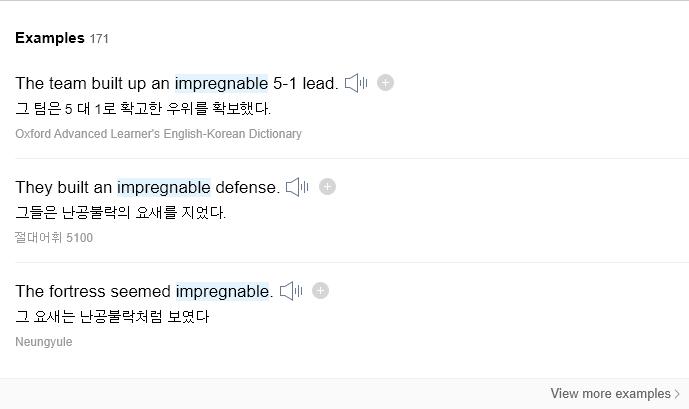 Examples 171
The team built up an impregnable 5-1 lead.
그 팀은 5 대 1로 확고한 우위를 확보했다.
Oxford Advanced Learner's English-Korean Dictionary
They built an impregnable defense.
그들은 난공불락의 요새를 지었다.
절대어휘 5100
The fortress seemed impregnable.
그 요새는 난공불락처럼 보였다
Neungyule
View more examples